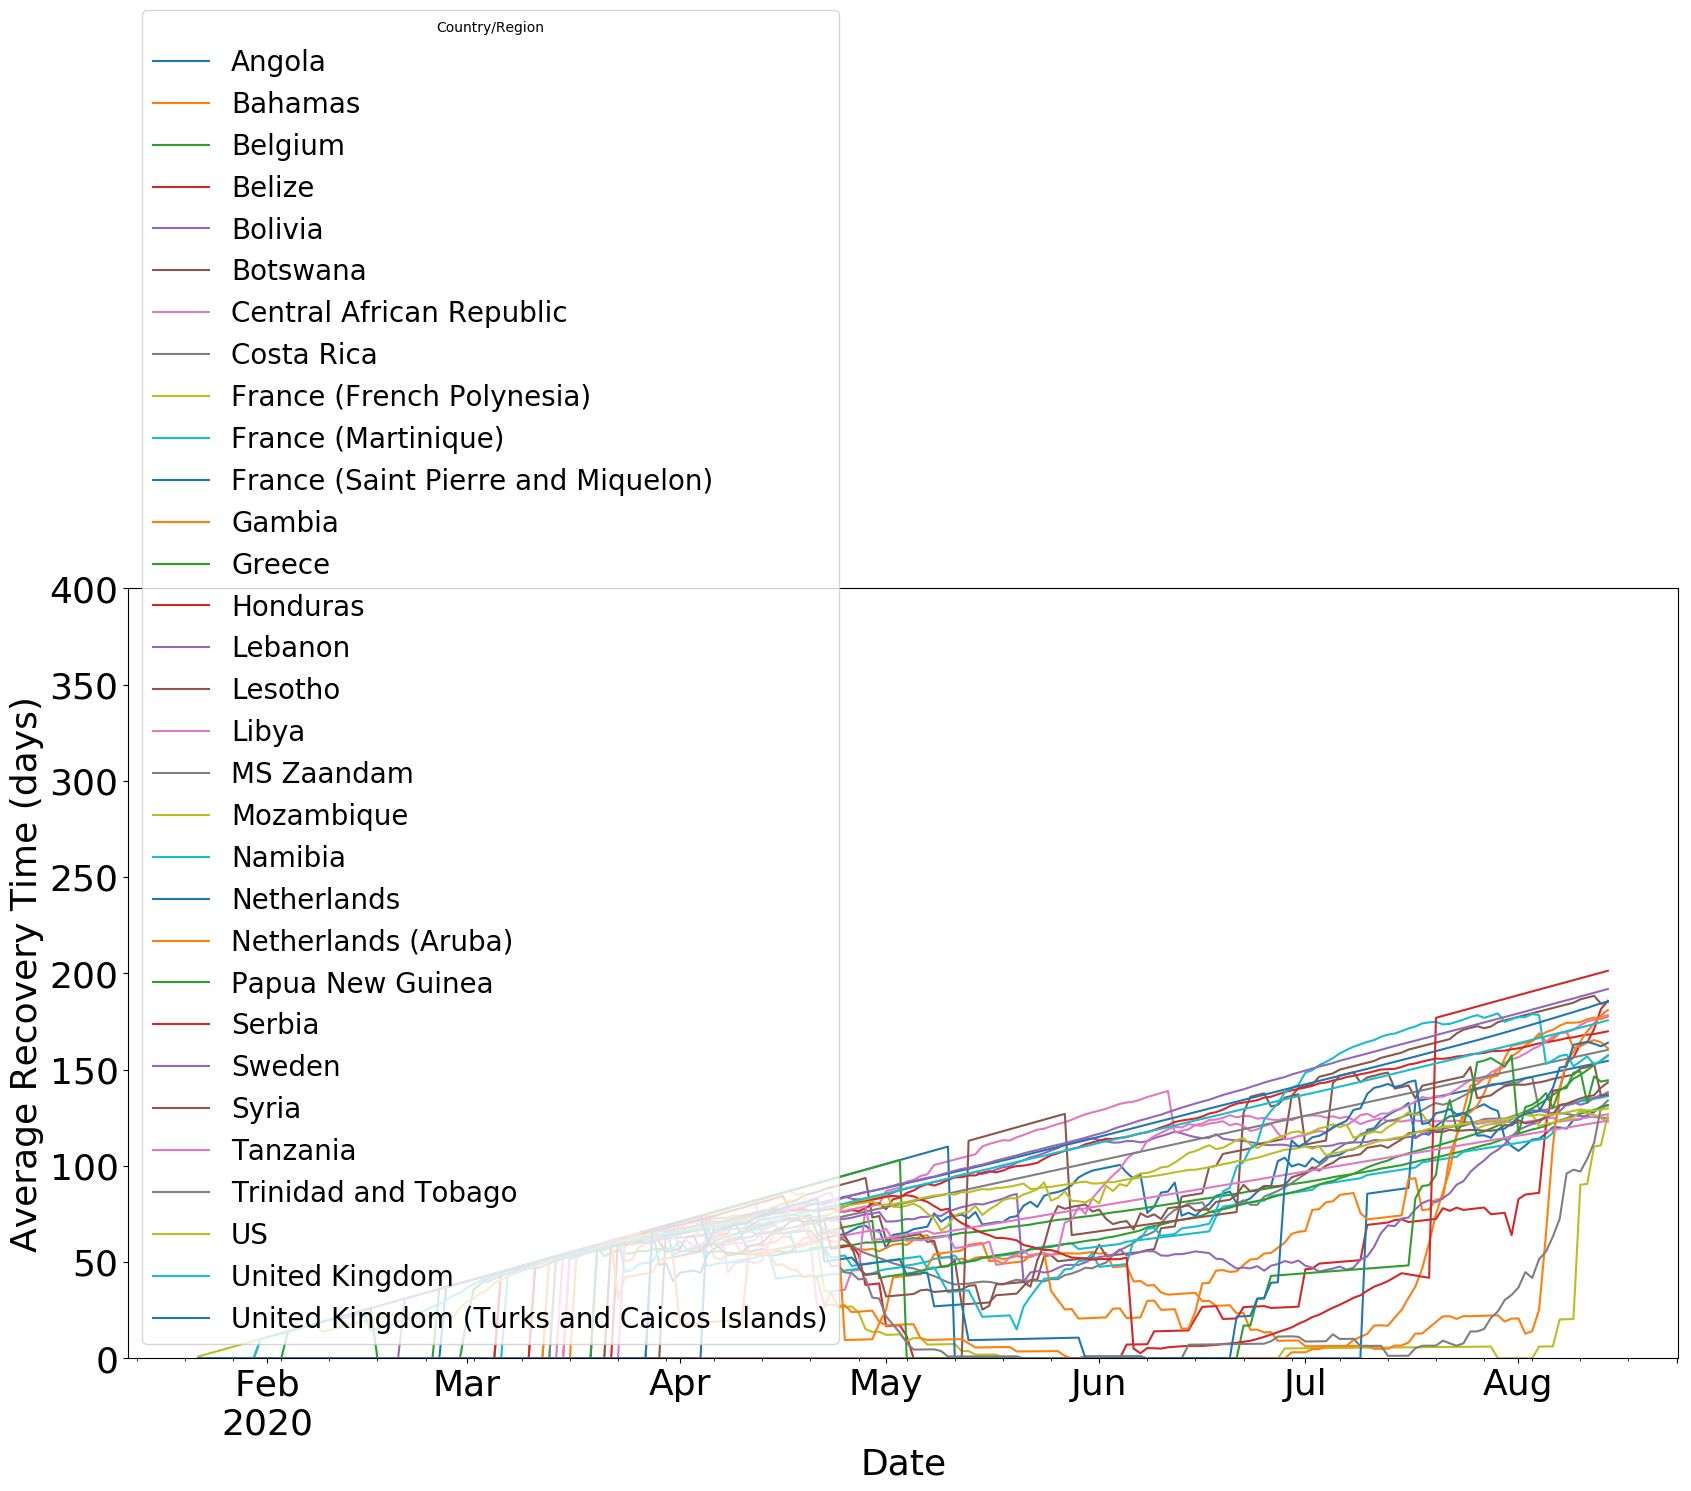 Country/Region
Angola
Bahamas
Belgium
Belize
Bolivia
Botswana
Central African Republic
Costa Rica
France (French Polynesia)
France (Martinique)
France (Saint Pierre and Miquelon)
Gambia
Greece
Honduras
Lebanon
Lesotho
Libya
MS Zaandam
Mozambique
Namibia
Netherlands
Netherlands (Aruba)
Papua New Guinea
Serbia
Sweden
Syria
Tanzania
Trinidad and Tobago
US
United Kingdom
United Kingdom (Turks and Caicos Islands)
400
350
300
250
200
150
100
50
0
Average Recovery Time (days)
Feb Mar Apr May Jun Jul Aug
2020
Date